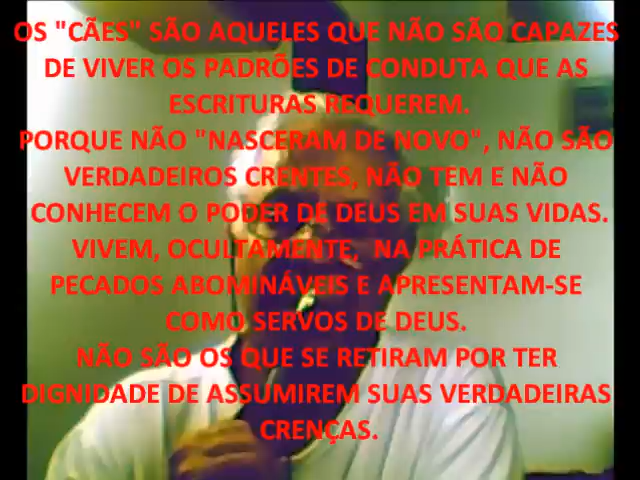 OS "CÃES" SÃO AQUELES QUE NÃO SÃO CAPAZES
DE VIVER OS PADRÕES DE CONDUTA QUE AS
ESCRITURAS REQUEREM.
PORQUE NÃO "NASCERAM DE NOVO", NÃO SÃO
VERDADEIROS CRENTES, NÃO TEM E NÃO
CONHECEM O PODER DE DEUS EM SUAS VIDAS.
VIVEM, OCULTAMENTE, NA PRÁTICA DE
PECADOS ABOMINÁVEIS E APRESENTAM-SE
COMO SERVOS DE DEUS.
NÃO SÃO OS QUE SE RETIRAM POR TER
DIGNIDADE DE ASSUMIREM SUAS VERDADEIRAS
CRENÇAS.